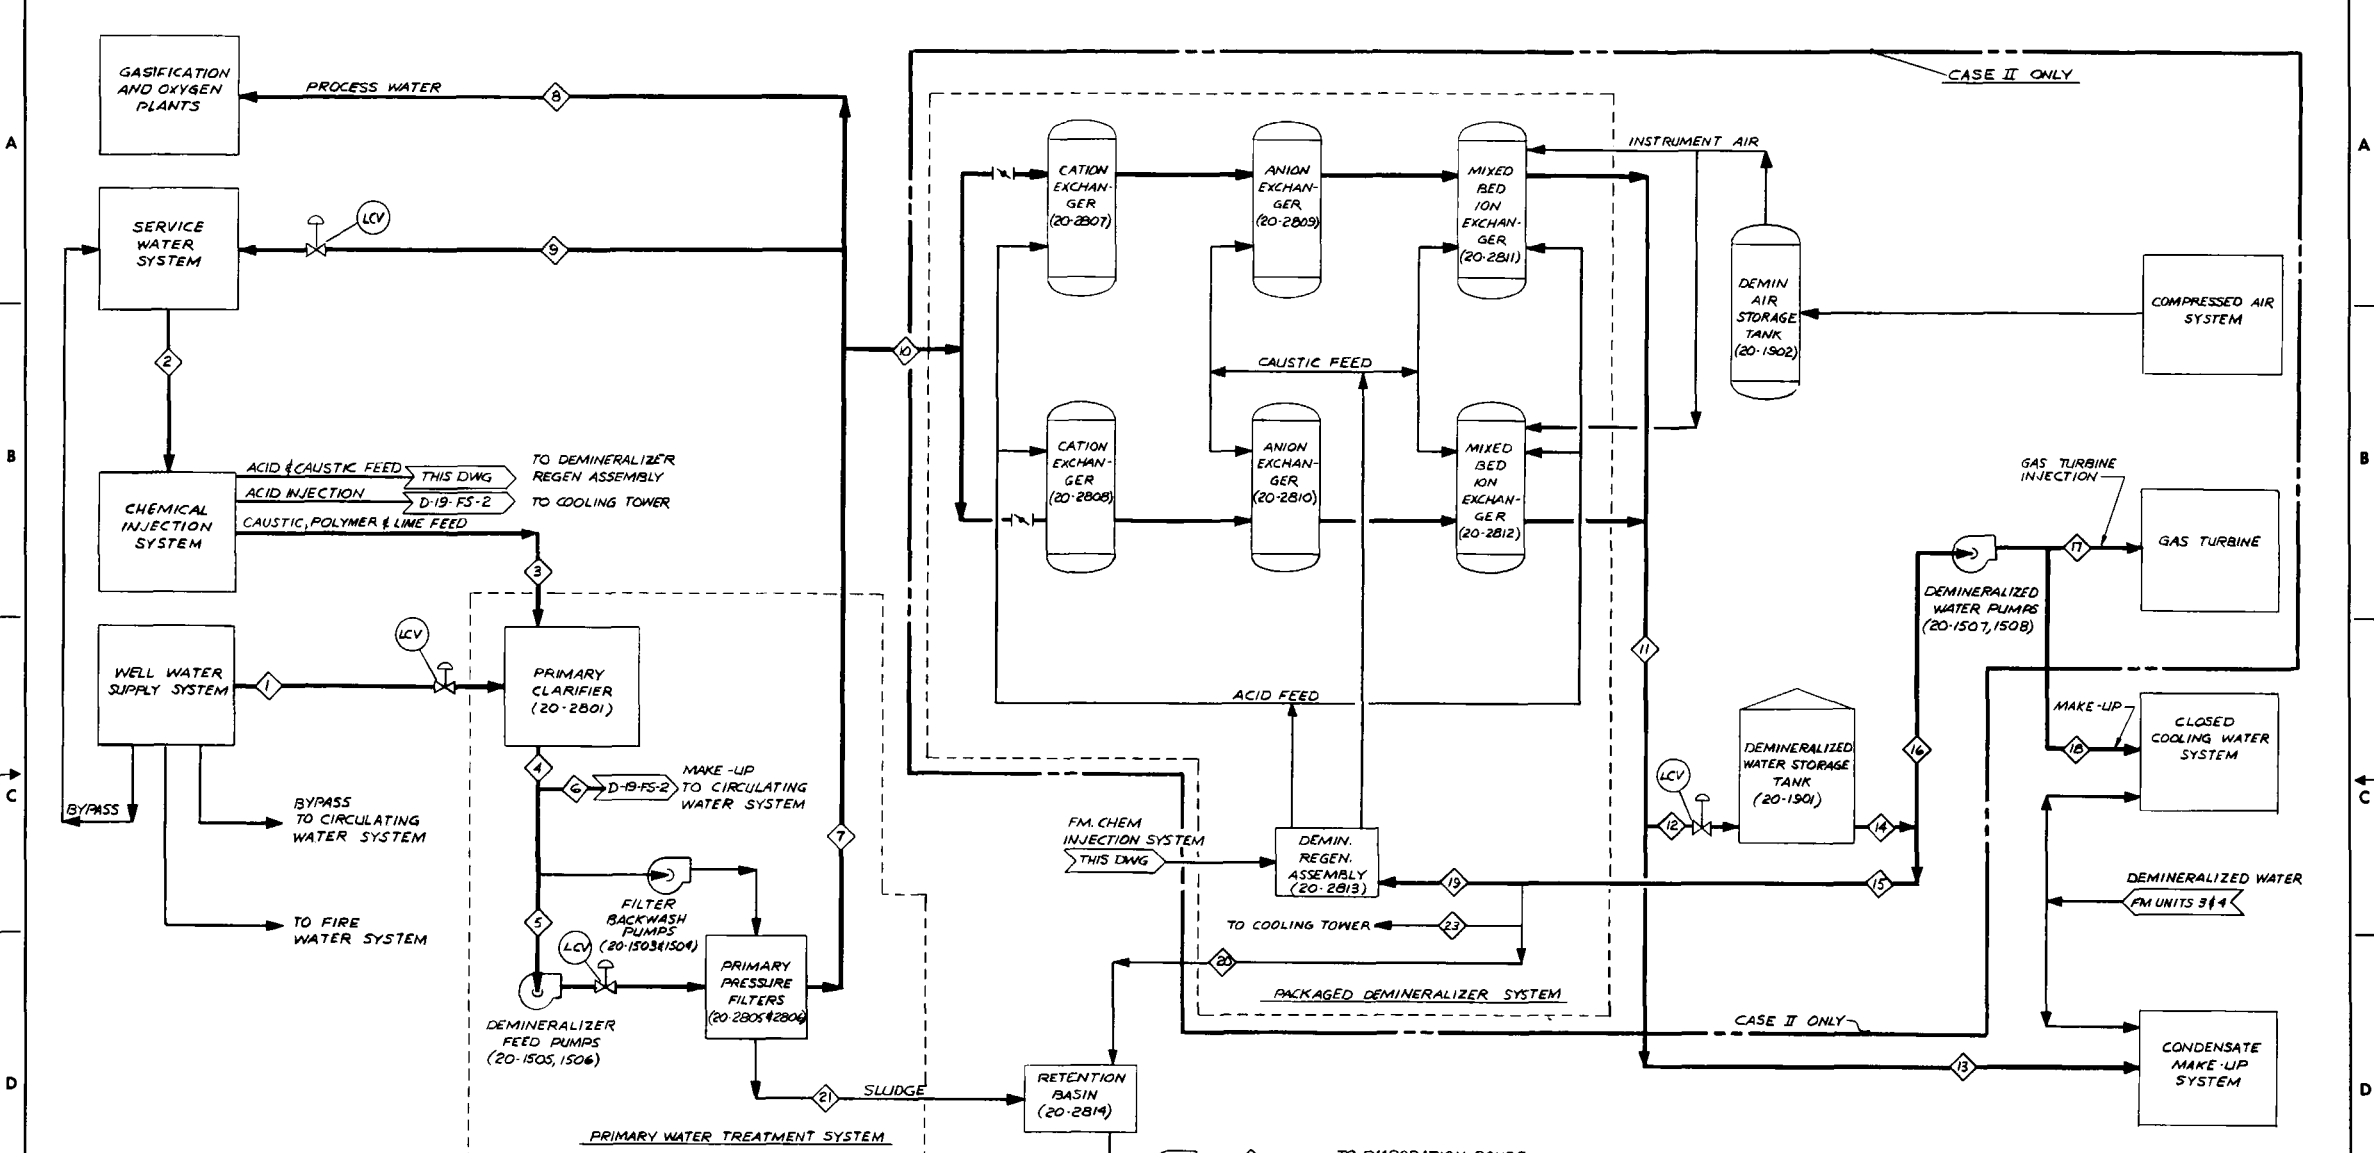 A
A
B
B
C
C
D
D
GASIFICATION
AND OXYGEN
PLANTS
PROCESS WATER
8
SERVICE
WATER
SYSTEM
LCV
9
2
CHEMICAL
INJECTION
SYSTEM
ACID & CAUSTIC FEED
THIS DWG
TO DEMINERALIZER
REGEN ASSEMBLY
ACID INJECTION
D-19-FS-2
TO COOLING TOWER
CAUSTIC, POLYMER & LIME FEED
3
WELL WATER
SUPPLY SYSTEM
1
LCV
PRIMARY
CLARIFIER
(20-2801)
BYPASS
BYPASS
TO CIRCULATING
WATER SYSTEM
TO FIRE
WATER SYSTEM
4
6
D-19-FS-2
MAKE-UP
TO CIRCULATING
WATER SYSTEM
5
7
FILTER
BACKWASH
PUMPS
(20-1503&1504)
LCV
DEMINERALIZER
FEED PUMPS
(20-1505, 1506)
PRIMARY
PRESSURE
FILTERS
(20-2805&2806)
21
SLUDGE
PRIMARY WATER TREATMENT SYSTEM
RETENTION
BASIN
(20-2814)
CASE II ONLY
10
CATION
EXCHAN-
GER
(20-2807)
ANION
EXCHAN-
GER
(20-2809)
MIXED
BED
ION
EXCHAN-
GER
(20-2811)
INSTRUMENT AIR
DEMIN
AIR
STORAGE
TANK
(20-1902)
COMPRESSED AIR
SYSTEM
CAUSTIC FEED
CATION
EXCHAN-
GER
(20-2808)
ANION
EXCHAN-
GER
(20-2810)
MIXED
BED
ION
EXCHAN-
GER
(20-2812)
ACID FEED
11
FM. CHEM
INJECTION SYSTEM
THIS DWG
DEMIN.
REGEN.
ASSEMBLY
(20-2813)
19
TO COOLING TOWER
23
20
PACKAGED DEMINERALIZER SYSTEM
CASE II ONLY
LCV
12
DEMINERALIZED
WATER STORAGE
TANK
(20-1901)
14
15
16
DEMINERALIZED
WATER PUMPS
(20-1507, 1508)
GAS TURBINE
INJECTION
17
GAS TURBINE
MAKE-UP
18
CLOSED
COOLING WATER
SYSTEM
DEMINERALIZED WATER
FM UNITS 3&4
13
CONDENSATE
MAKE-UP
SYSTEM